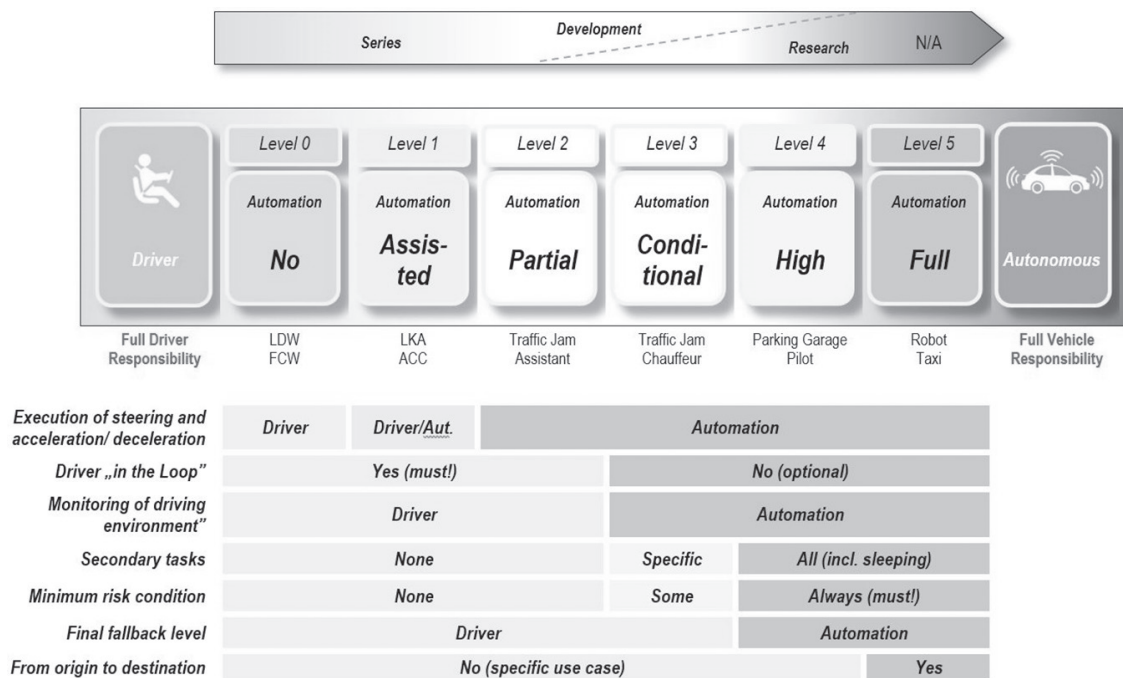 Series
Development
Research
N/A
Level 0
Level 1
Level 2
Level 3
Level 4
Level 5
Driver
Automation
No
Automation
Assis-
ted
Automation
Partial
Automation
Condi-
tional
Automation
High
Automation
Full
Autonomous
Full Driver
Responsibility
LDW
FCW
LKA
ACC
Traffic Jam
Assistant
Traffic Jam
Chauffeur
Parking Garage
Pilot
Robot
Taxi
Full Vehicle
Responsibility
Execution of steering and
acceleration/ deceleration
Driver
Driver/Aut.
Automation
Driver „in the Loop”
Yes (must!)
No (optional)
Monitoring of driving
environment”
Driver
Automation
Secondary tasks
None
Specific
All (incl. sleeping)
Minimum risk condition
None
Some
Always (must!)
Final fallback level
Driver
Automation
From origin to destination
No (specific use case)
Yes